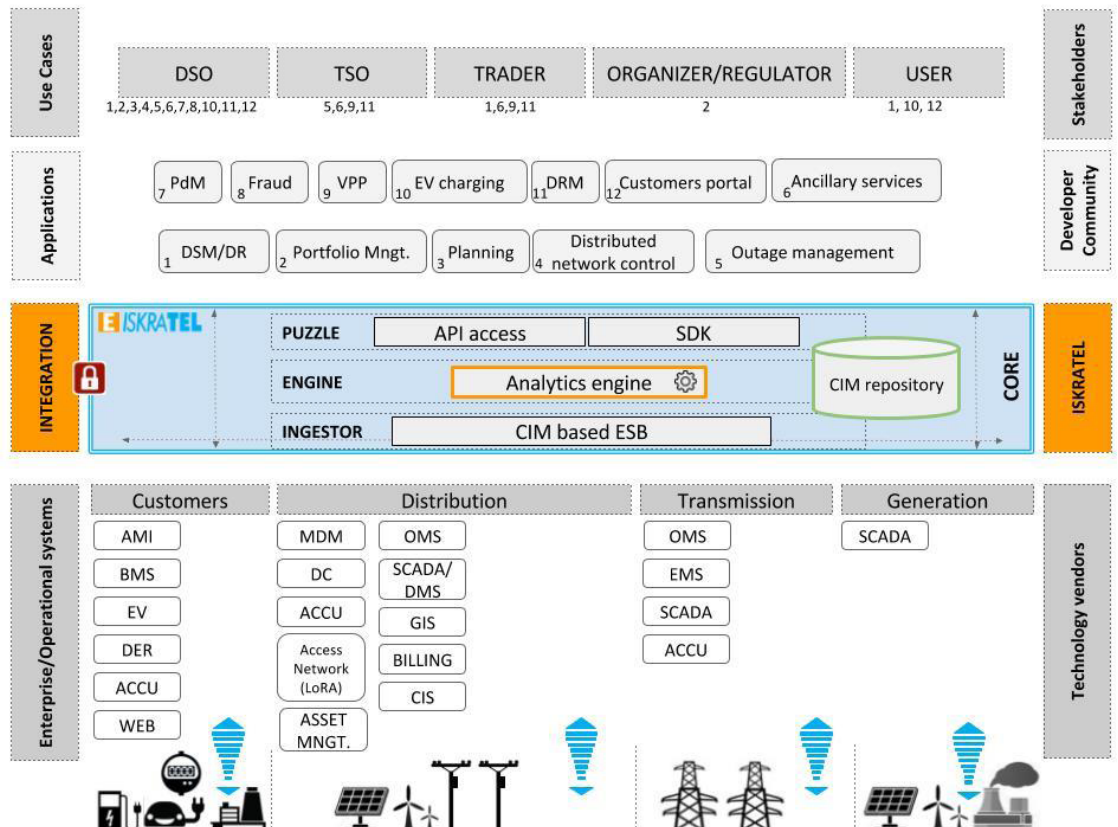 Use Cases
DSO
TSO
TRADER
ORGANIZER/REGULATOR
USER
Stakeholders
1,2,3,4,5,6,7,8,10,11,12
5,6,9,11
1,6,9,11
2
1, 10, 12
Applications
7 PdM
8 Fraud
9 VPP
10 EV charging
11 DRM
12 Customers portal
6 Ancillary services
Developer
Community
1 DSM/DR
2 Portfolio Mngt.
3 Planning
Distributed
4 network control
5 Outage management
INTEGRATION
E ISKRATEL
PUZZLE
API access
SDK
ENGINE
Analytics engine
CIM repository
CORE
INGESTOR
CIM based ESB
ISKRATEL
Enterprise/Operational systems
Customers
AMI
BMS
EV
DER
ACCU
WEB
Distribution
MDM
DC
ACCU
Access
Network
(LoRA)
ASSET
MNGT.
OMS
SCADA/
DMS
GIS
BILLING
CIS
Transmission
OMS
EMS
SCADA
ACCU
Generation
SCADA
Technology vendors